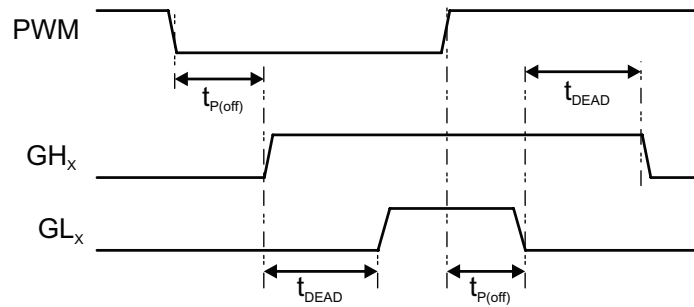 PWM
tP(off)
tDEAD
GHX
GLX
tDEAD
tP(off)